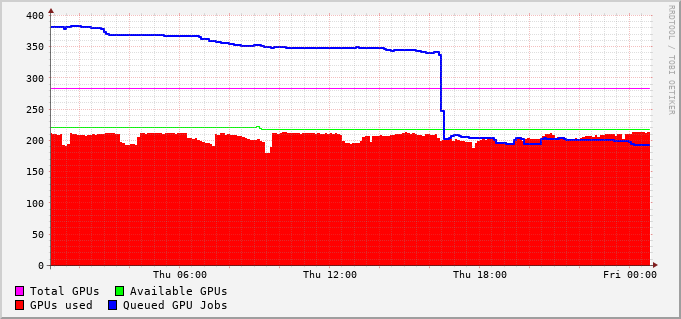 400
350
300
250
200
150
100
50
0
Thu 06:00 Thu 12:00 Thu 18:00 Fri 00:00
Total GPUs Available GPUs
GPUs used Queued GPU Jobs
RRDTOOL / TOBI OETIKER